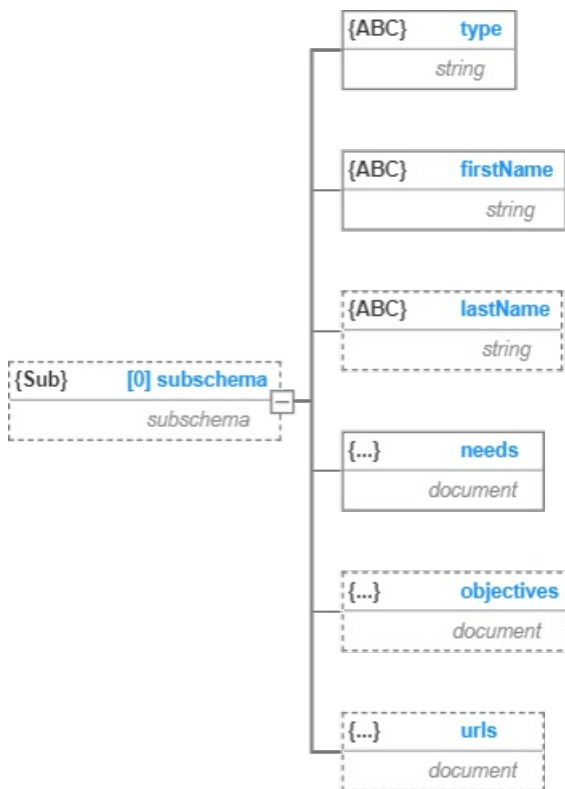 {ABC} type
string
{ABC} firstName
string
{ABC} lastName
string
{Sub} [0] subschema
subschema
{...} needs
document
{...} objectives
document
{...} urls
document